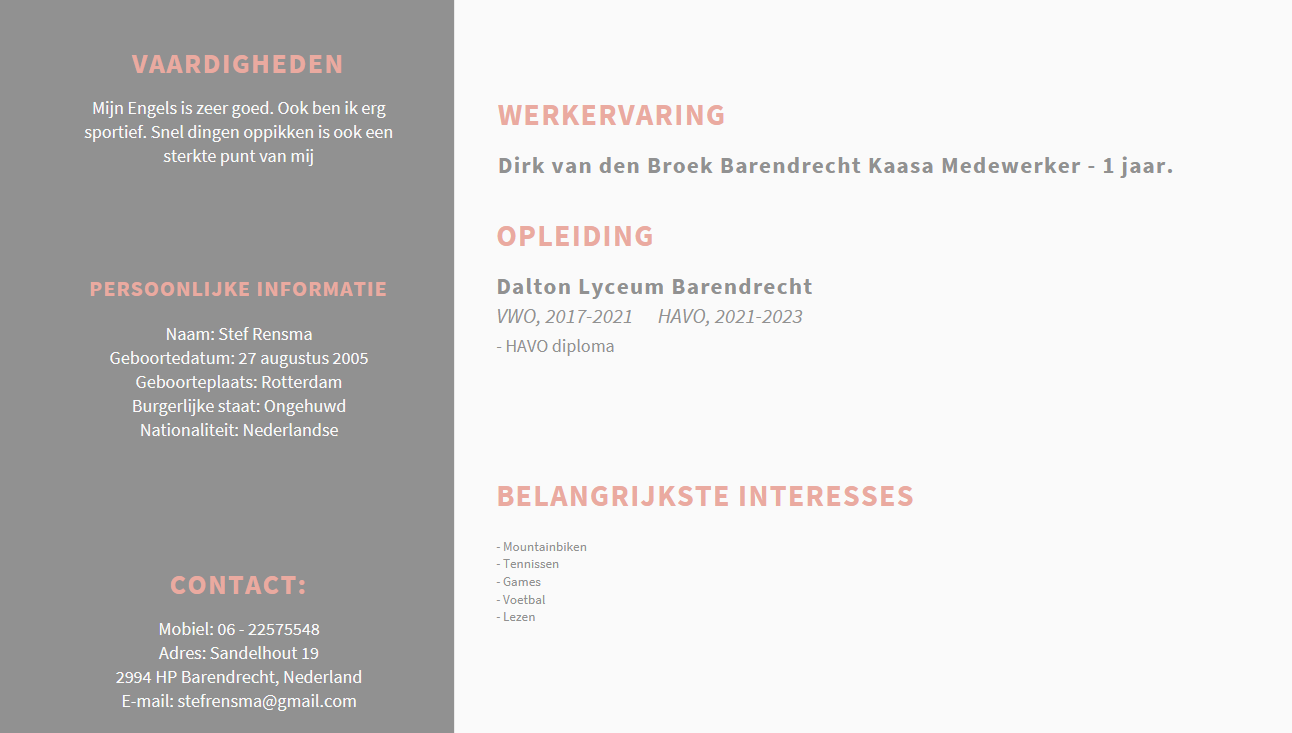 VAARDIGHEDEN
Mijn Engels is zeer goed. Ook ben ik erg
sportief. Snel dingen oppikken is ook een
sterkte punt van mij
PERSOONLIJKE INFORMATIE
Naam: Stef Rensma
Geboortedatum: 27 augustus 2005
Geboorteplaats: Rotterdam
Burgerlijke staat: Ongehuwd
Nationaliteit: Nederlandse
CONTACT:
Mobiel: 06 - 22575548
Adres: Sandelhout 19
2994 HP Barendrecht, Nederland
E-mail: stefrensma@gmail.com
WERKERVARING
Dirk van den Broek Barendrecht Kaasa Medewerker - 1 jaar.
OPLEIDING
Dalton Lyceum Barendrecht
VWO, 2017-2021 HAVO, 2021-2023
- HAVO diploma
BELANGRIJKSTE INTERESSES
- Mountainbiken
- Tennissen
- Games
- Voetbal
- Lezen